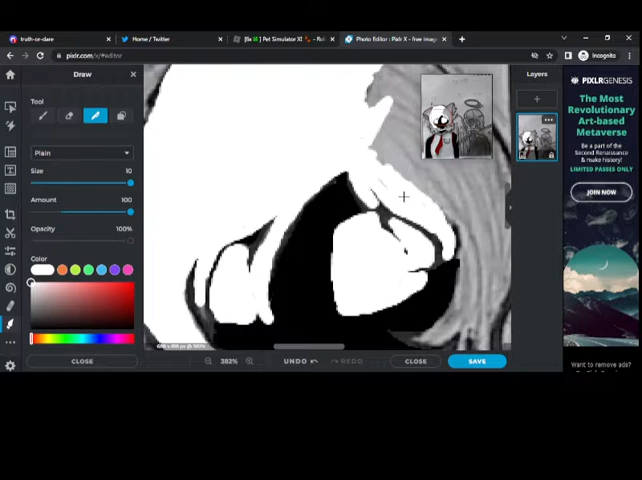 truth-or-dare
Home / Twitter
Pet Simulator X!
Photo Editor : Pixlr X - free imag
pixlr.com/x/#editor
Incognito
Draw
Layers
Tool
Plain
Size 10
Amount 100
Opacity 100%
Color
CLOSE
382%
UNDO
REDO
CLOSE
SAVE
PIXLRGENESIS
The Most
Revolutionary
Art-based
Metaverse
Be a part of the
Second Renaissance
& make history!
LIMITED PASSES ONLY
JOIN NOW
Want to remove ads?